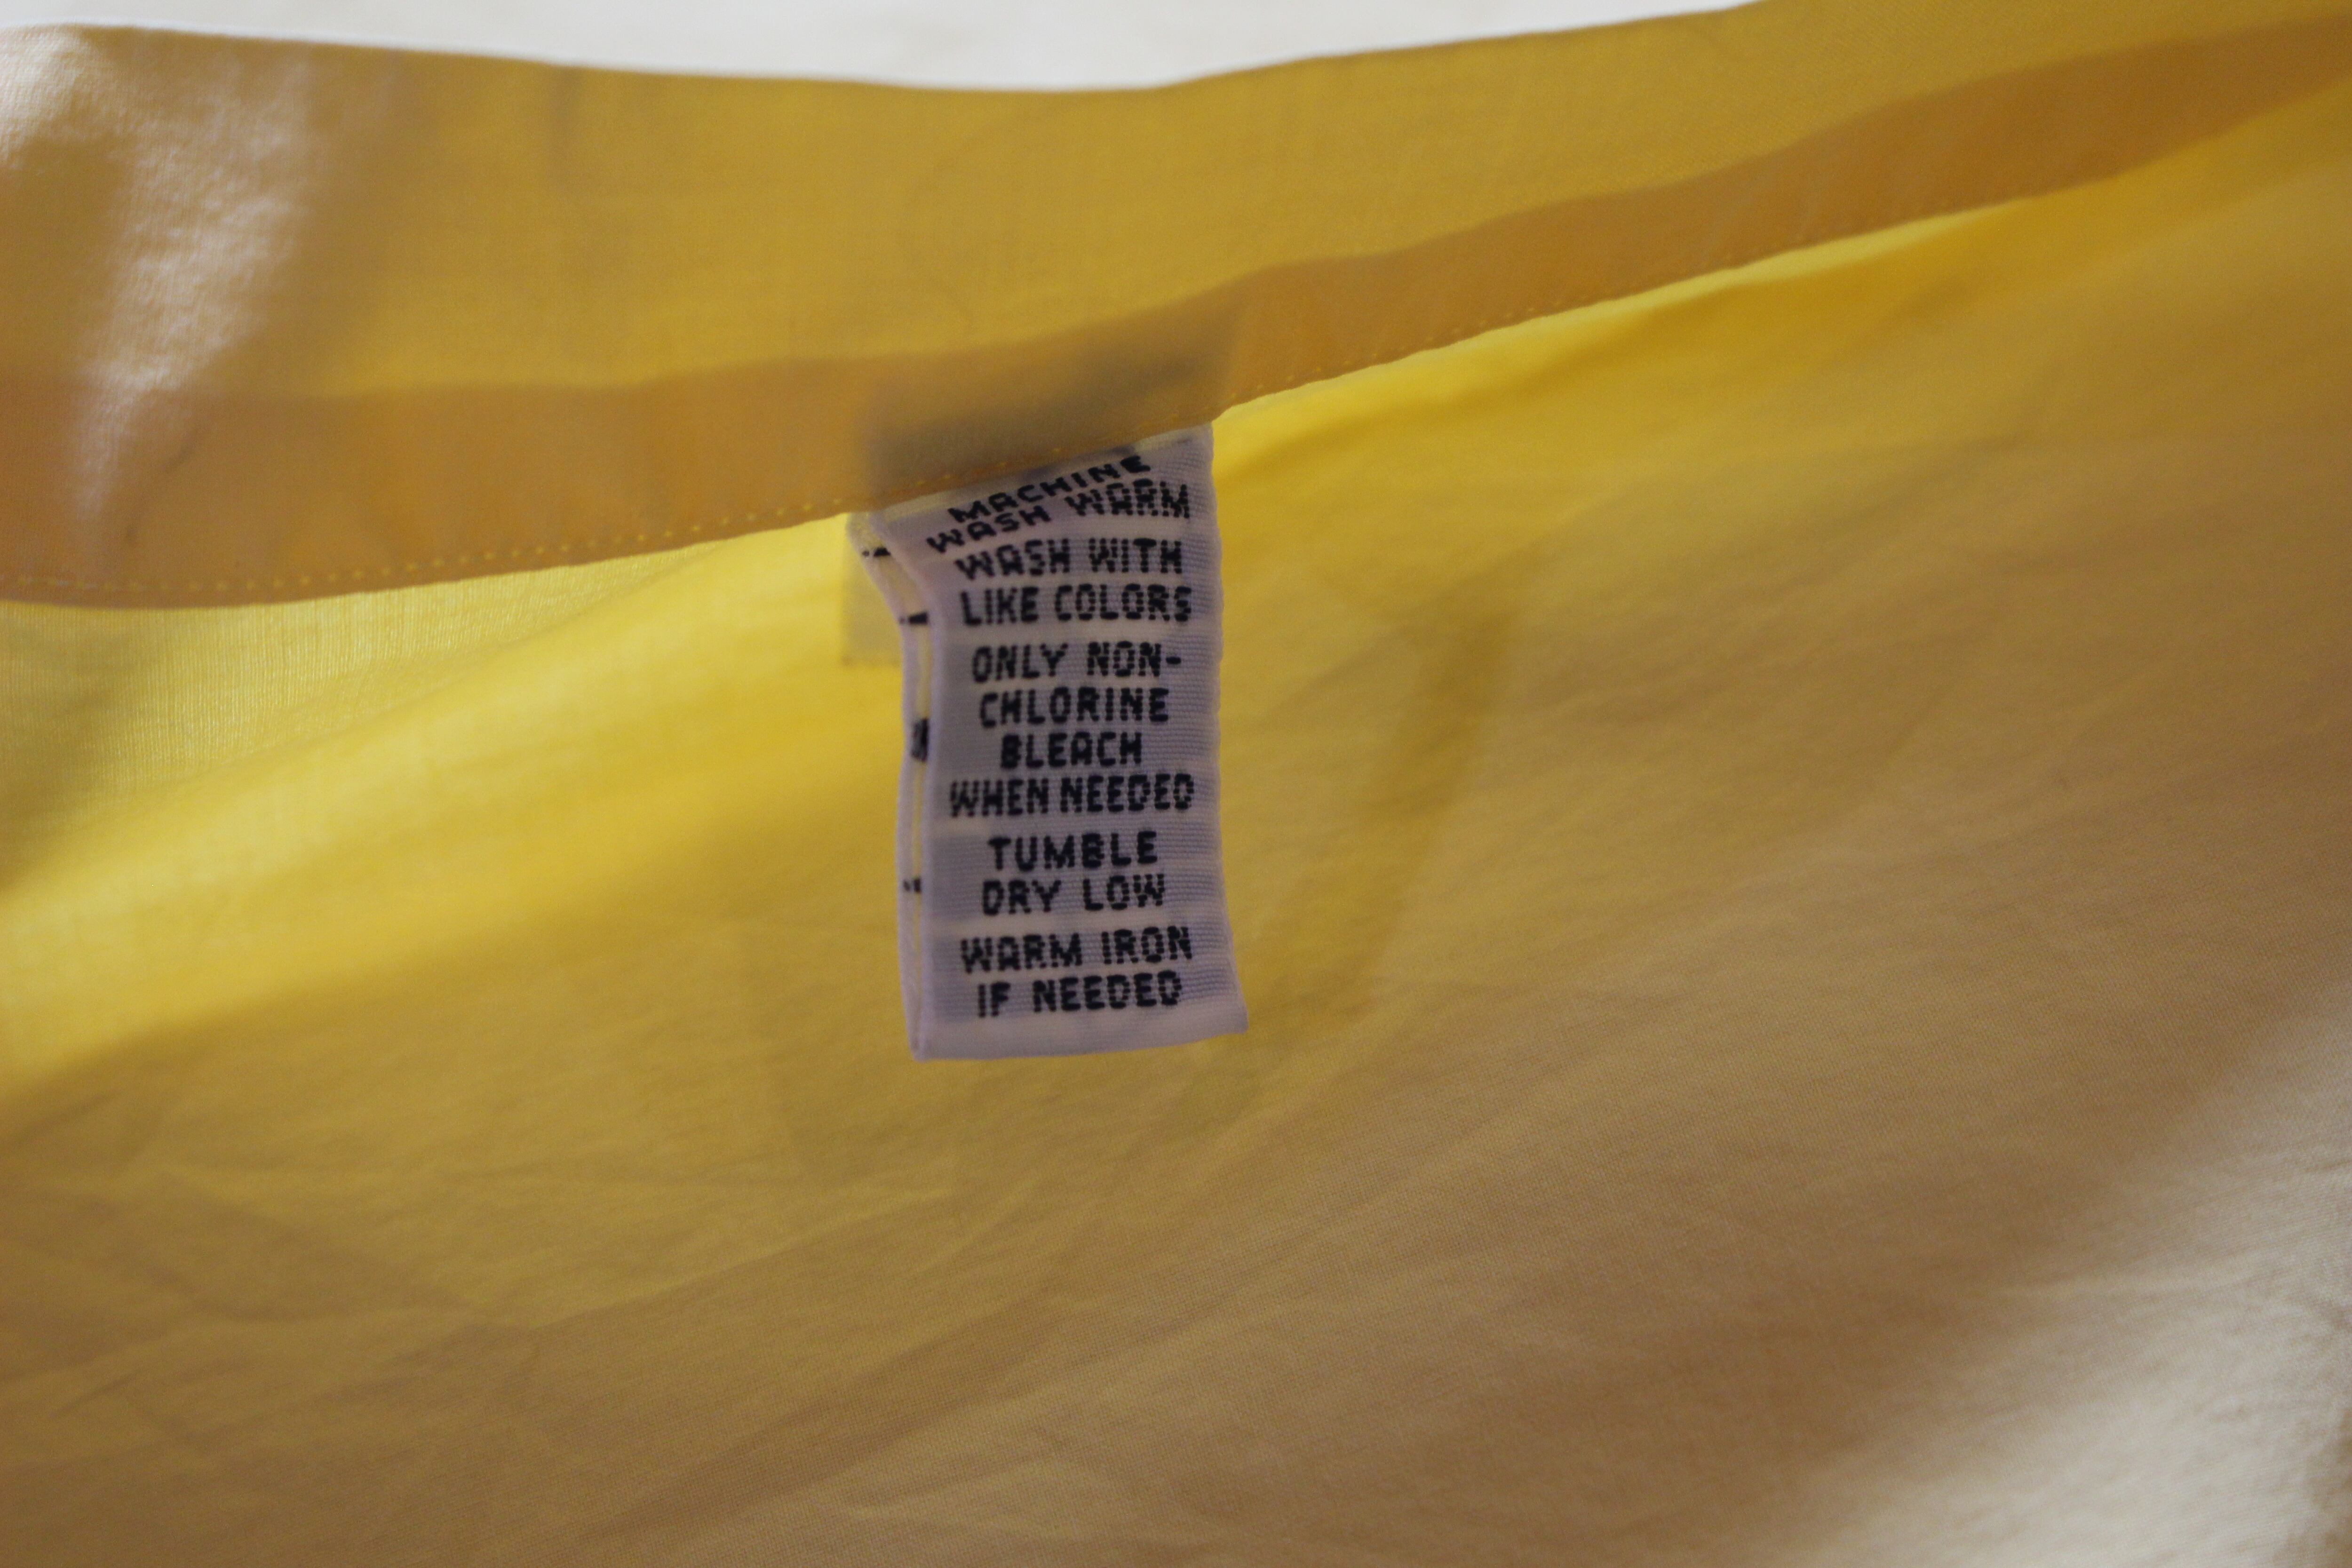 MACHINE
WASH WARM
WASH WITH
LIKE COLORS
ONLY NON-
CHLORINE
BLEACH
WHEN NEEDED
TUMBLE
DRY LOW
WARM IRON
IF NEEDED